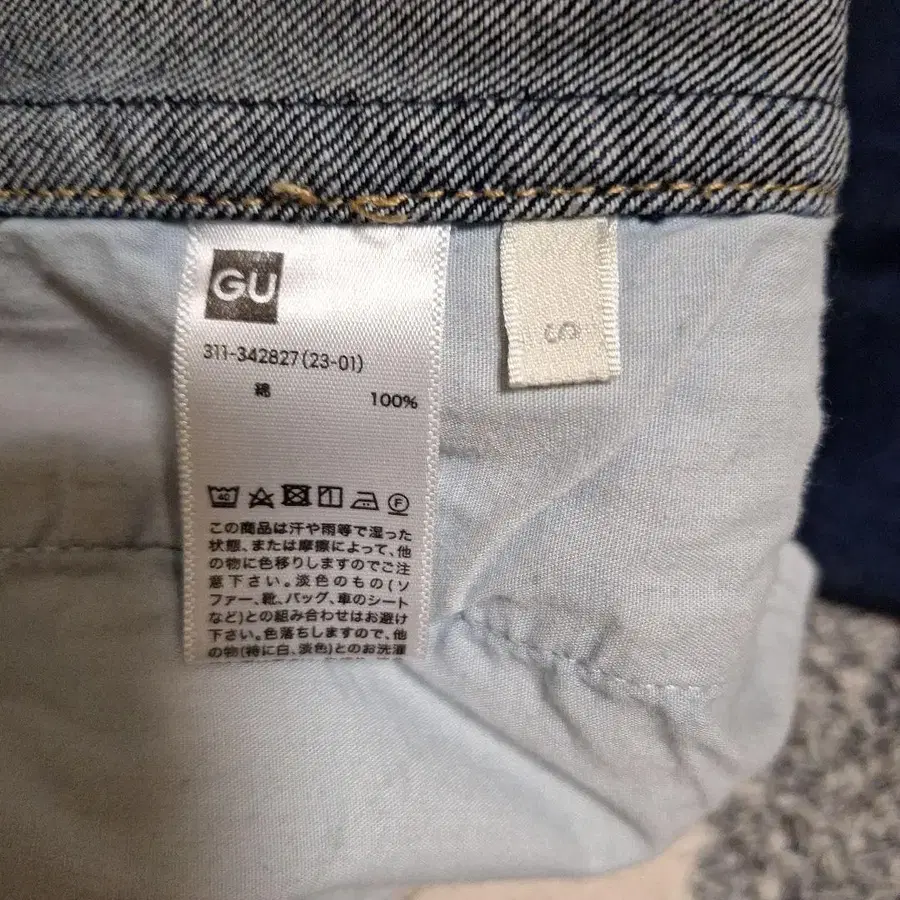 GU
S
311-342827(23-01)
綿 100%
40
F
この商品は汗や雨等で湿った
状態、または摩擦によって、他
の物に色移りしますのでご注
意下さい。淡色のもの(ソ
ファー、靴、バッグ、車のシート
など)との組み合わせはお避け
下さい。色落ちしますので、他
の物(特に白、淡色)とのお洗濯